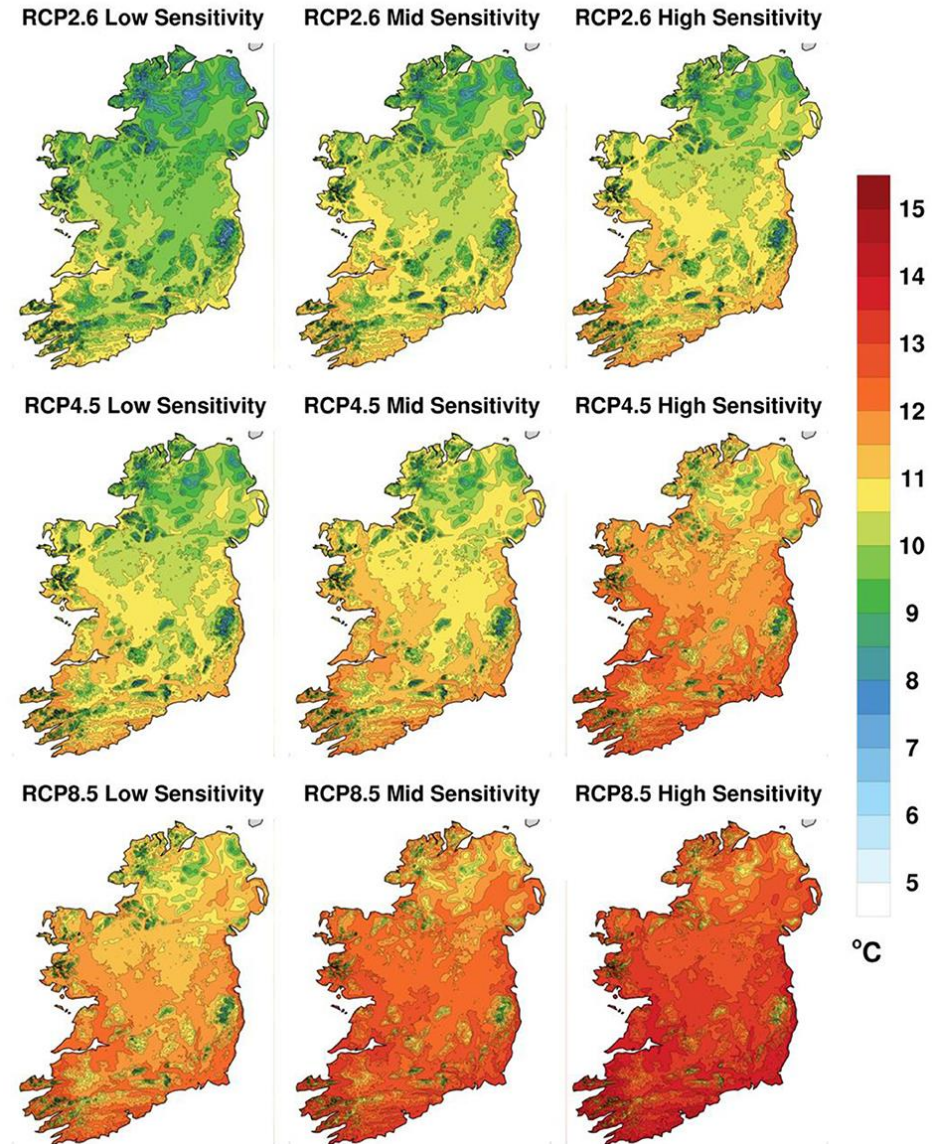 RCP2.6 Low Sensitivity RCP2.6 Mid Sensitivity RCP2.6 High Sensitivity
RCP4.5 Low Sensitivity RCP4.5 Mid Sensitivity RCP4.5 High Sensitivity
RCP8.5 Low Sensitivity RCP8.5 Mid Sensitivity RCP8.5 High Sensitivity
15
14
13
12
11
10
9
8
7
6
5
°C